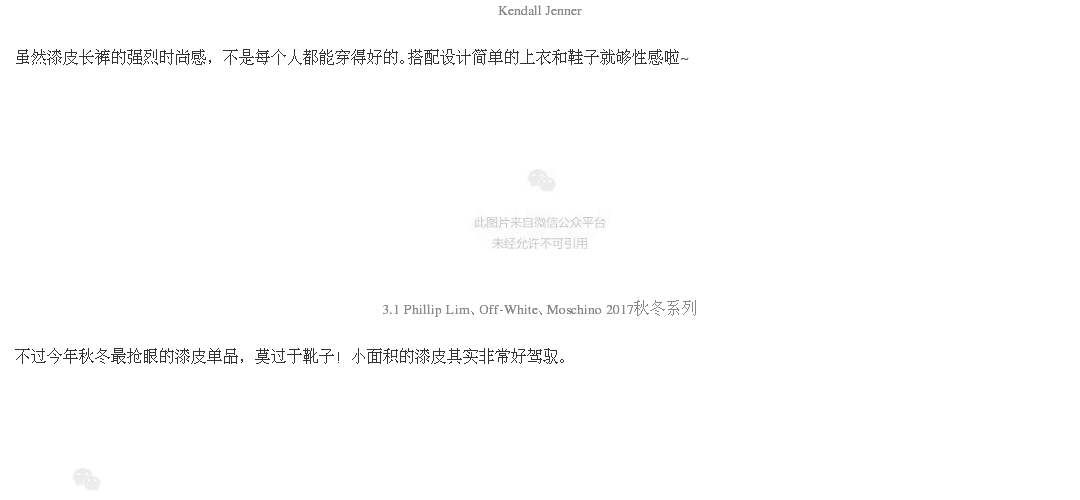 Kendall Jenner
虽然漆皮长裤的强烈时尚感，不是每个人都能穿得好的。搭配设计简单的上衣和鞋子就够性感啦~
此图片来自微信公众平台
未经允许不可引用
3.1 Phillip Lim、Off-White、Moschino 2017秋冬系列
不过今年秋冬最抢眼的漆皮单品，莫过于靴子！小面积的漆皮其实非常好驾驭。